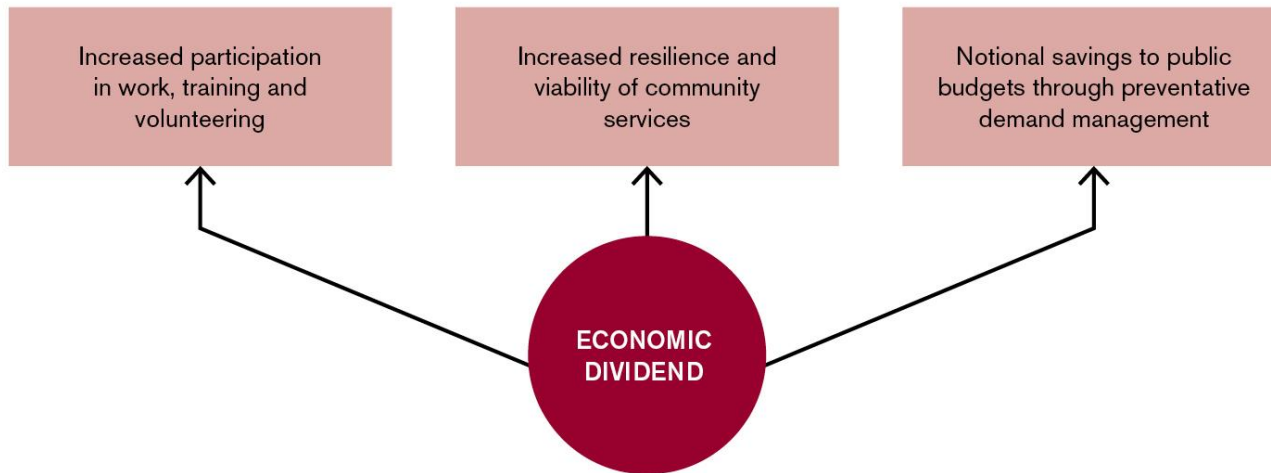 Increased participation
in work, training and
volunteering
Increased resilience and
viability of community
services
Notional savings to public
budgets through preventative
demand management
ECONOMIC
DIVIDEND